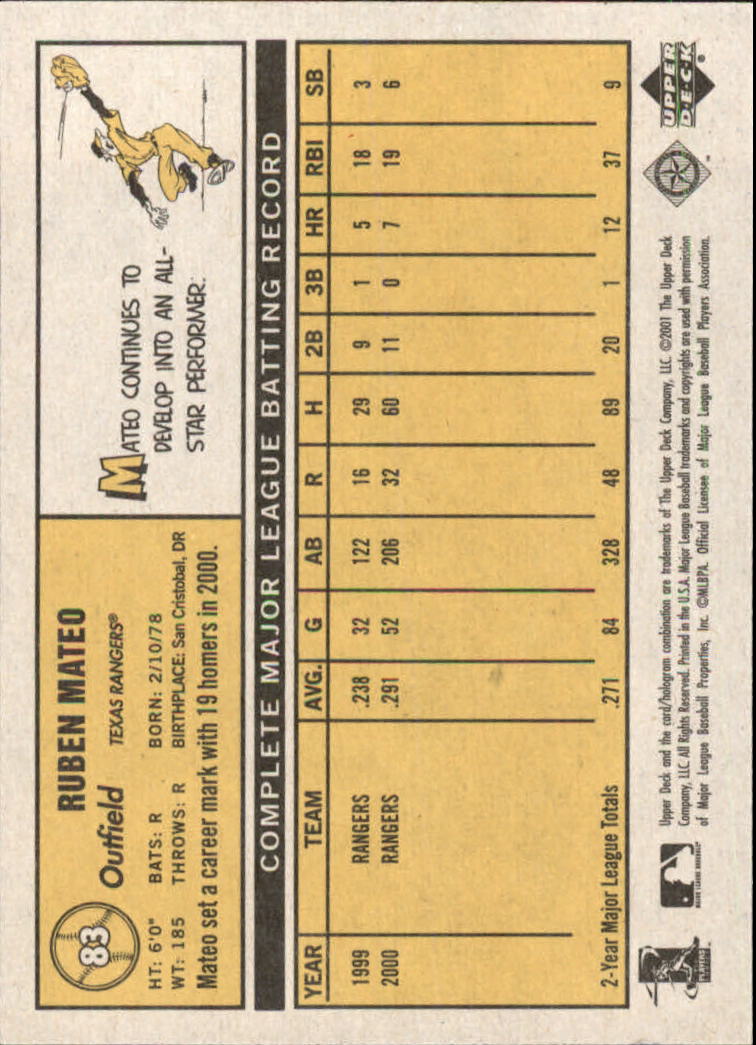 83
RUBEN MATEO
Outfield TEXAS RANGERS®
HT: 6'0" BATS: R BORN: 2/10/78
WT: 185 THROWS: R BIRTHPLACE: San Cristobal, DR
Mateo set a career mark with 19 homers in 2000.
MATEO CONTINUES TO
DEVELOP INTO AN ALL-
STAR PERFORMER.
COMPLETE MAJOR LEAGUE BATTING RECORD
YEAR TEAM AVG. G AB R H 2B 3B HR RBI SB
1999 RANGERS .238 32 122 16 29 9 1 5 18 3
2000 RANGERS .291 52 206 32 60 11 0 7 19 6
2-Year Major League Totals .271 84 328 48 89 20 1 12 37 9
PLAYERS
MAJOR LEAGUE BASEBALL
Upper Deck and the card/hologram combination are trademarks of The Upper Deck Company, LLC. ©2001 The Upper Deck
Company, LLC. All Rights Reserved. Printed in the U.S.A. Major League Baseball trademarks and copyrights are used with permission
of Major League Baseball Properties, Inc. ©MLBPA. Official Licensee of Major League Baseball Players Association.
™
UPPER
DECK®